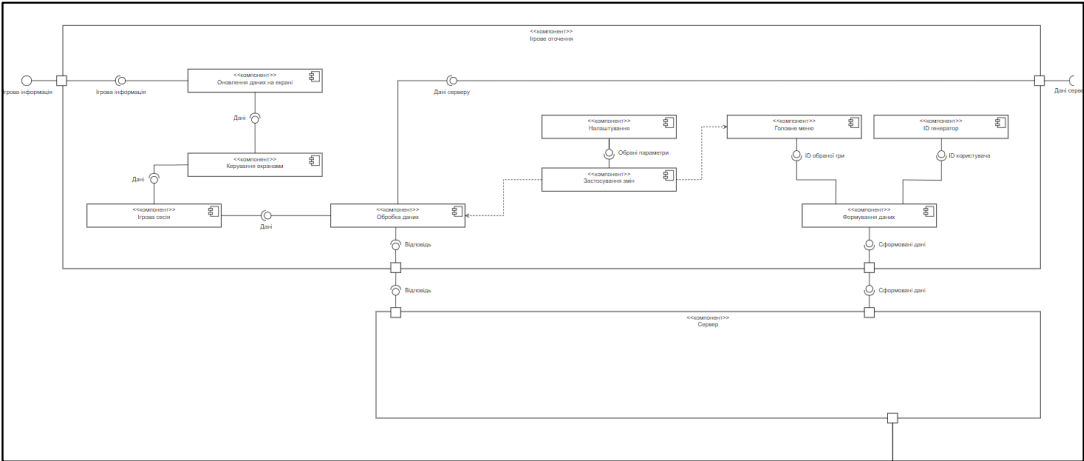 <<компонент>>
Ігрове оточення
Ігрова інформація
Ігрова інформація
<<компонент>>
Оновлення даних на екрані
Дані серверу
Дані
<<компонент>>
Налаштування
<<компонент>>
Головне меню
<<компонент>>
ID генератор
Обрані параметри
ID обраної гри
ID користувача
<<компонент>>
Керування екранами
<<компонент>>
Застосування змін
Дані
<<компонент>>
Ігрова сесія
Дані
<<компонент>>
Обробка даних
<<компонент>>
Формування даних
Відповідь
Сформовані дані
Відповідь
Сформовані дані
<<компонент>>
Сервер
Дані серв